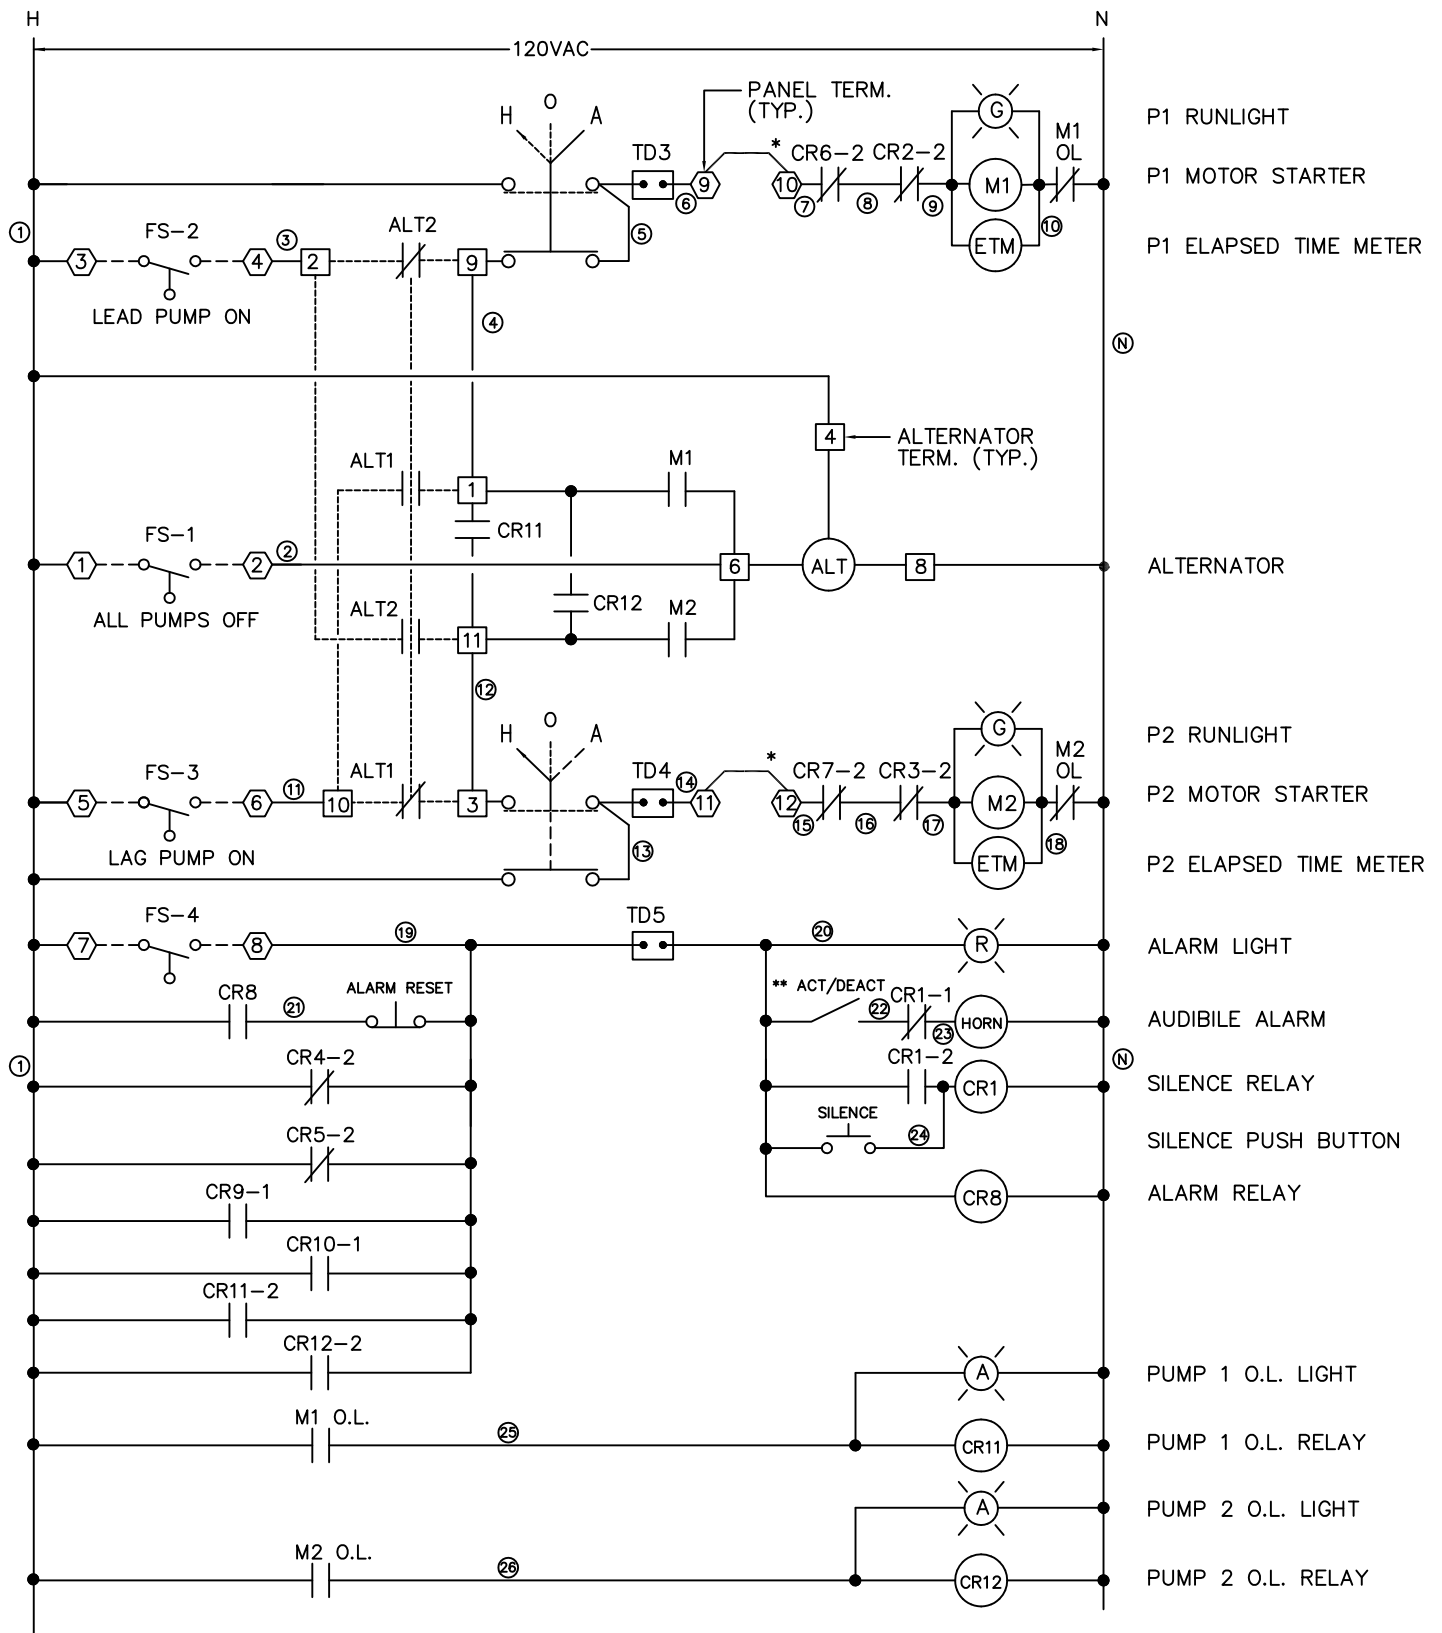 H
N
120VAC
H O A
PANEL TERM.
(TYP.)
*
TD3
CR6-2
CR2-2
M1
OL
G
P1 RUNLIGHT
9
10
M1
P1 MOTOR STARTER
6
7
8
9
10
1
FS-2
3
ALT2
5
3
4
2
9
ETM
P1 ELAPSED TIME METER
LEAD PUMP ON
4
N
4
ALTERNATOR
TERM. (TYP.)
ALT1
1
M1
CR11
FS-1
2
1
2
6
ALT
8
ALTERNATOR
ALL PUMPS OFF
ALT2
CR12
M2
11
12
H O A
*
G
P2 RUNLIGHT
M2
OL
FS-3
ALT1
TD4
14
CR7-2
CR3-2
5
6
11
10
3
11
12
M2
P2 MOTOR STARTER
15
16
17
18
LAG PUMP ON
13
ETM
P2 ELAPSED TIME METER
FS-4
19
TD5
20
7
8
R
ALARM LIGHT
CR8
21
ALARM RESET
** ACT/DEACT
22
CR1-1
23
HORN
AUDIBILE ALARM
1
CR4-2
CR1-2
CR1
N
SILENCE RELAY
SILENCE
24
SILENCE PUSH BUTTON
CR5-2
CR9-1
CR8
ALARM RELAY
CR10-1
CR11-2
CR12-2
A
PUMP 1 O.L. LIGHT
M1 O.L.
25
CR11
PUMP 1 O.L. RELAY
A
PUMP 2 O.L. LIGHT
M2 O.L.
26
CR12
PUMP 2 O.L. RELAY